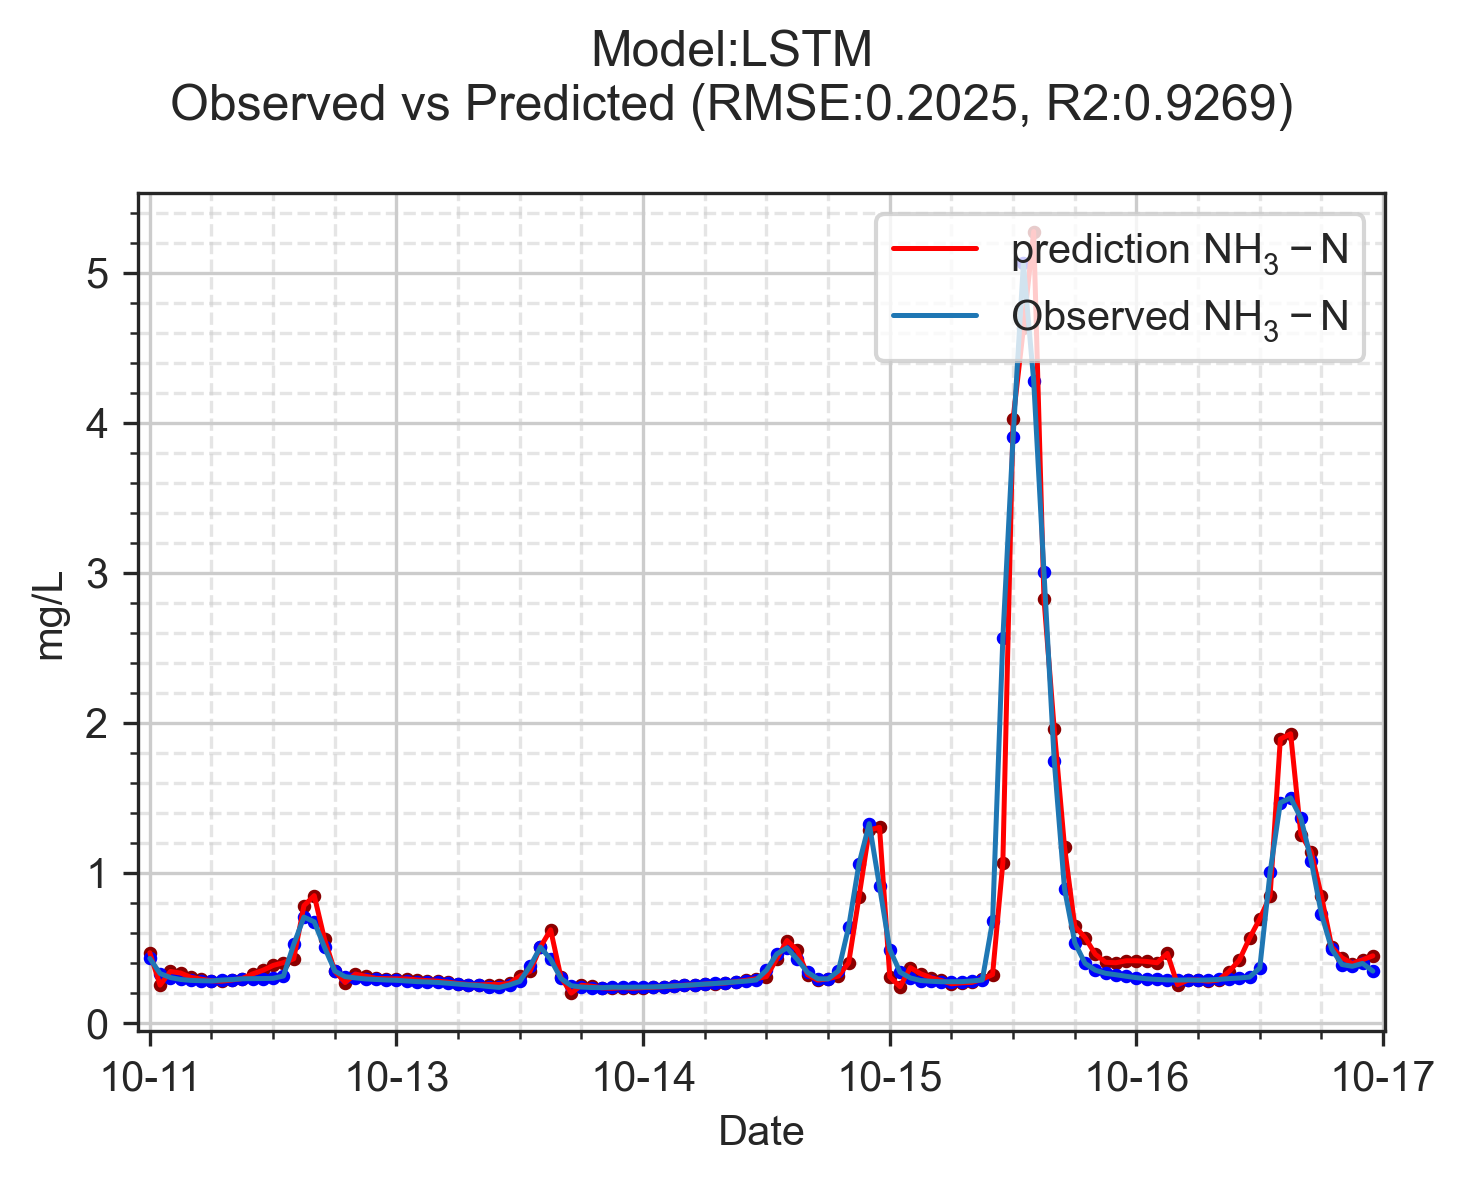 Model:LSTM
Observed vs Predicted (RMSE:0.2025, R2:0.9269)
prediction NH₃ − N
Observed NH₃ − N
5
4
3
2
1
0
mg/L
10-11 10-13 10-14 10-15 10-16 10-17
Date